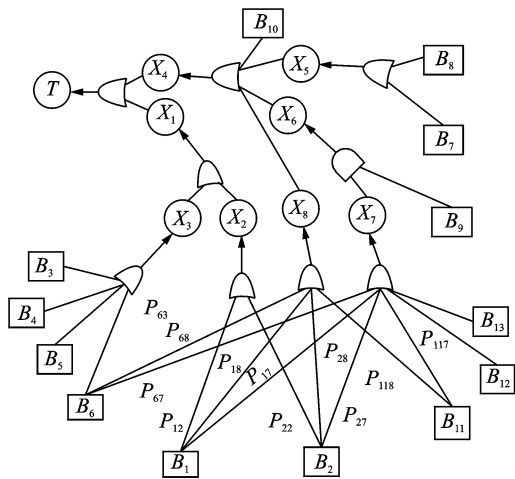 B₁₀
X₄
X₅
B₈
T
X₁
X₆
B₇
X₃
X₂
X₈
X₇
B₉
B₃
B₄
B₅
P₆₃
P₆₈
P₁₈
P₁₇
P₂₈
P₁₁₇
B₁₃
B₁₂
B₆
P₆₇
P₁₂
P₂₂
P₂₇
P₁₁₈
B₁₁
B₁
B₂